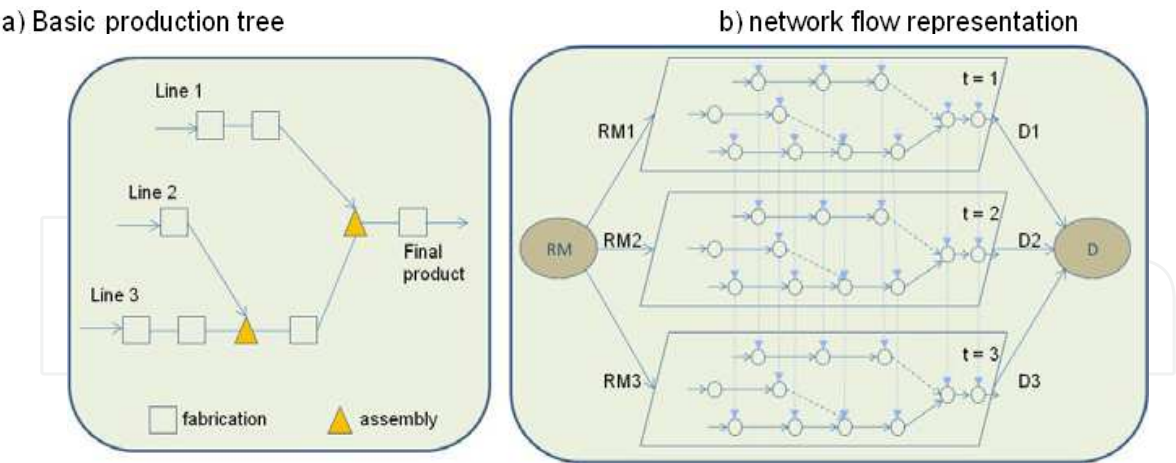 a) Basic production tree
b) network flow representation
Line 1
Line 2
Line 3
Final
product
fabrication
assembly
RM
RM1
RM2
RM3
t = 1
t = 2
t = 3
D1
D2
D3
D